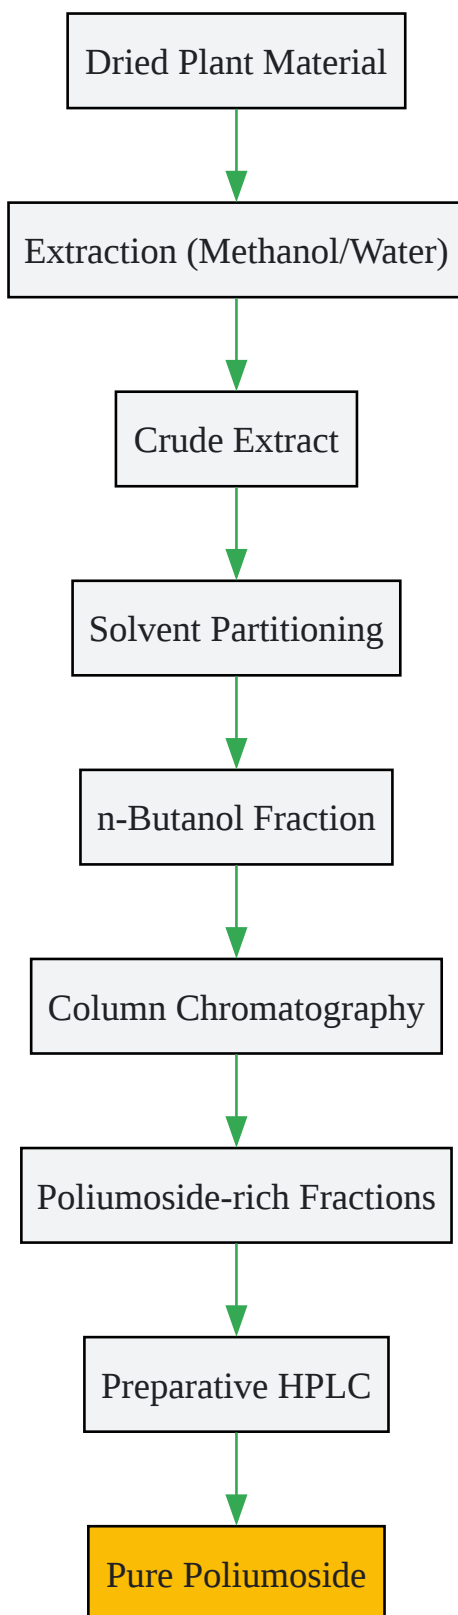 Dried Plant Material
Extraction (Methanol/Water)
Crude Extract
Solvent Partitioning
n-Butanol Fraction
Column Chromatography
Poliumoside-rich Fractions
Preparative HPLC
Pure Poliumoside